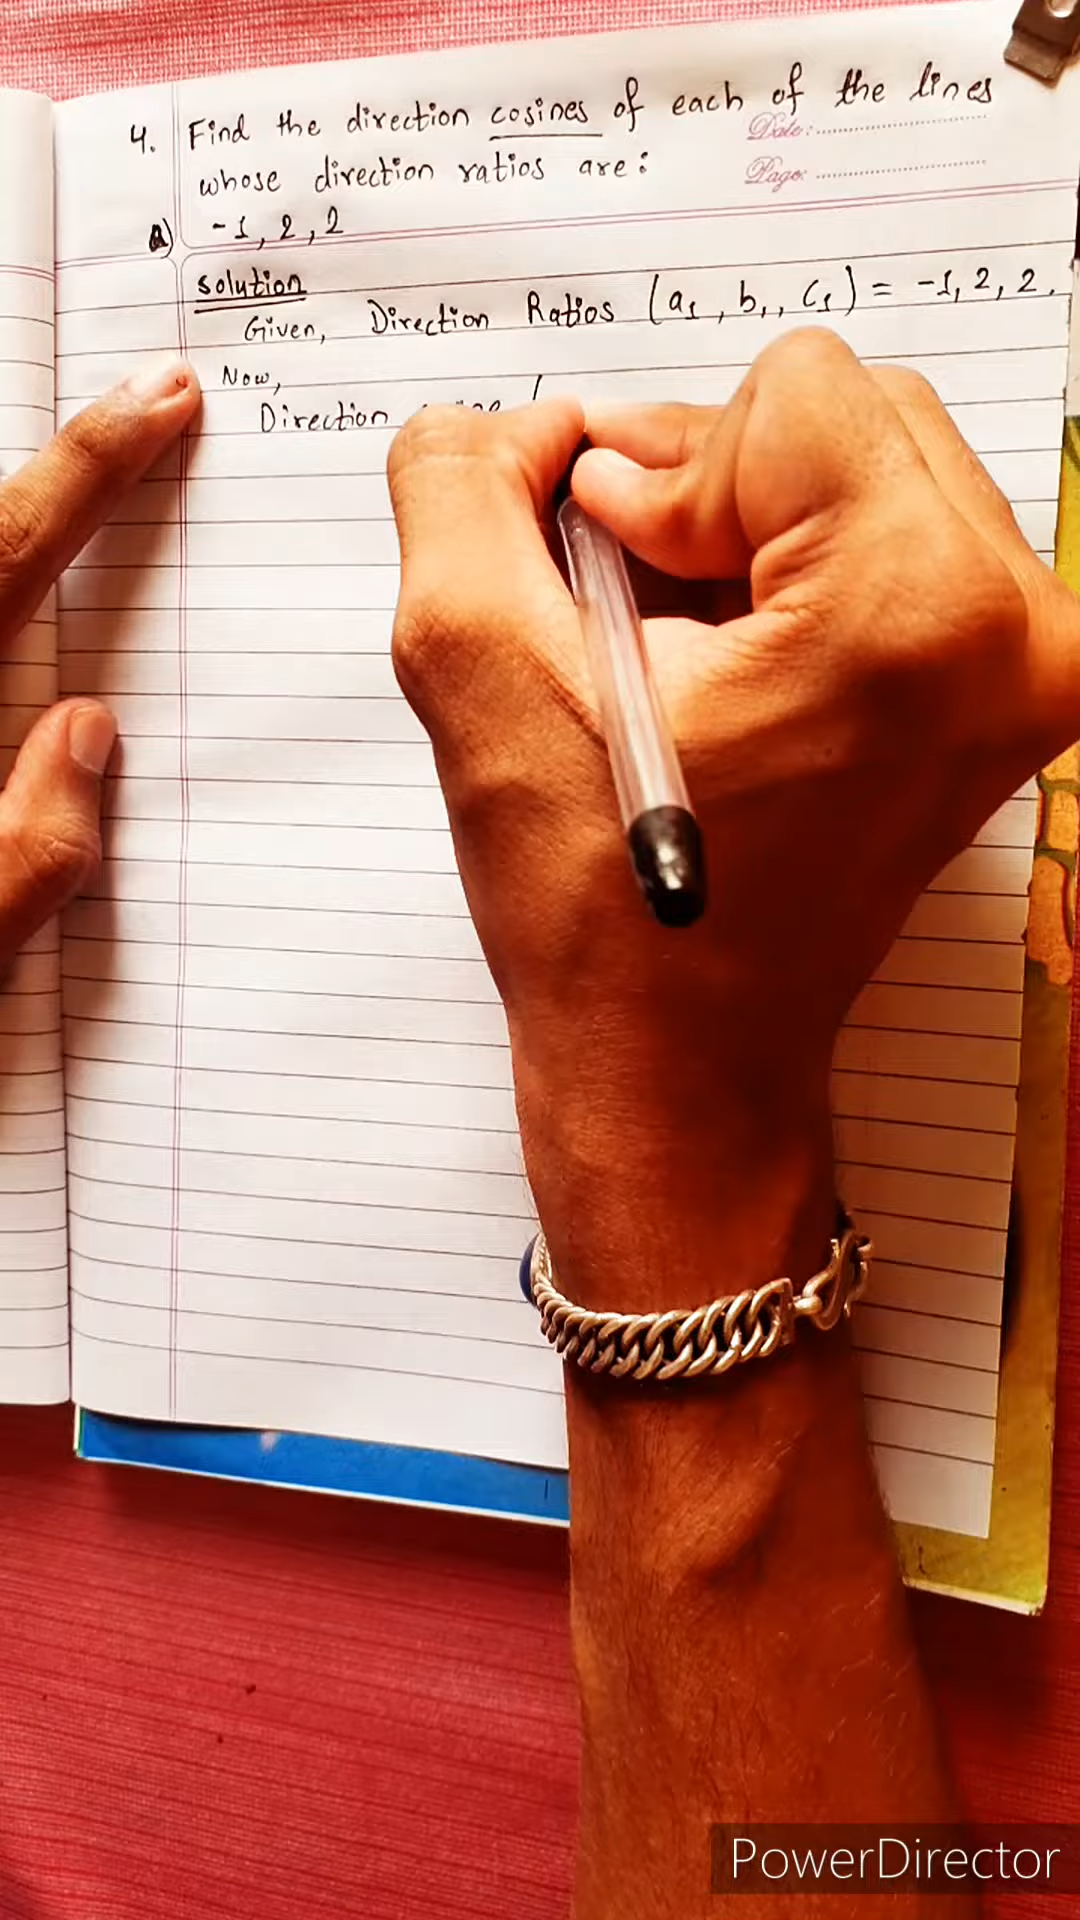 4. Find the direction cosines of each of the lines
Date:
whose direction ratios are:
Page:
a) -1, 2, 2
solution
Given, Direction Ratios (a₁, b₁, c₁) = -1, 2, 2.
Now,
Direction
PowerDirector